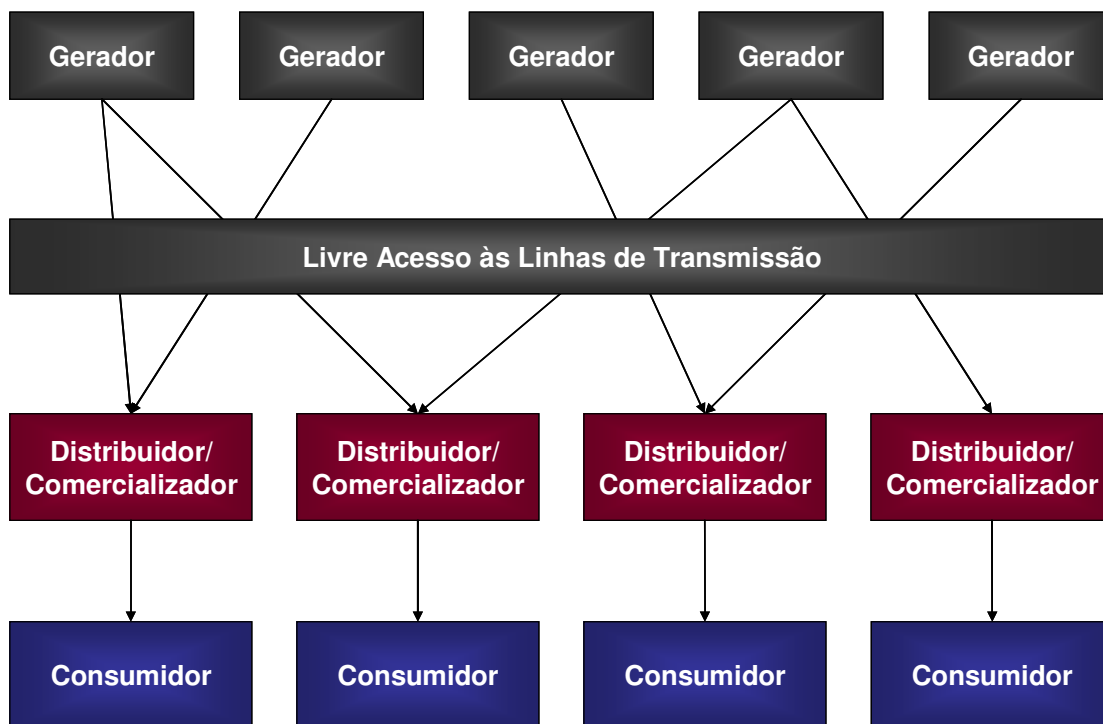 Gerador
Gerador
Gerador
Gerador
Gerador
Livre Acesso às Linhas de Transmissão
Distribuidor/
Comercializador
Distribuidor/
Comercializador
Distribuidor/
Comercializador
Distribuidor/
Comercializador
Consumidor
Consumidor
Consumidor
Consumidor